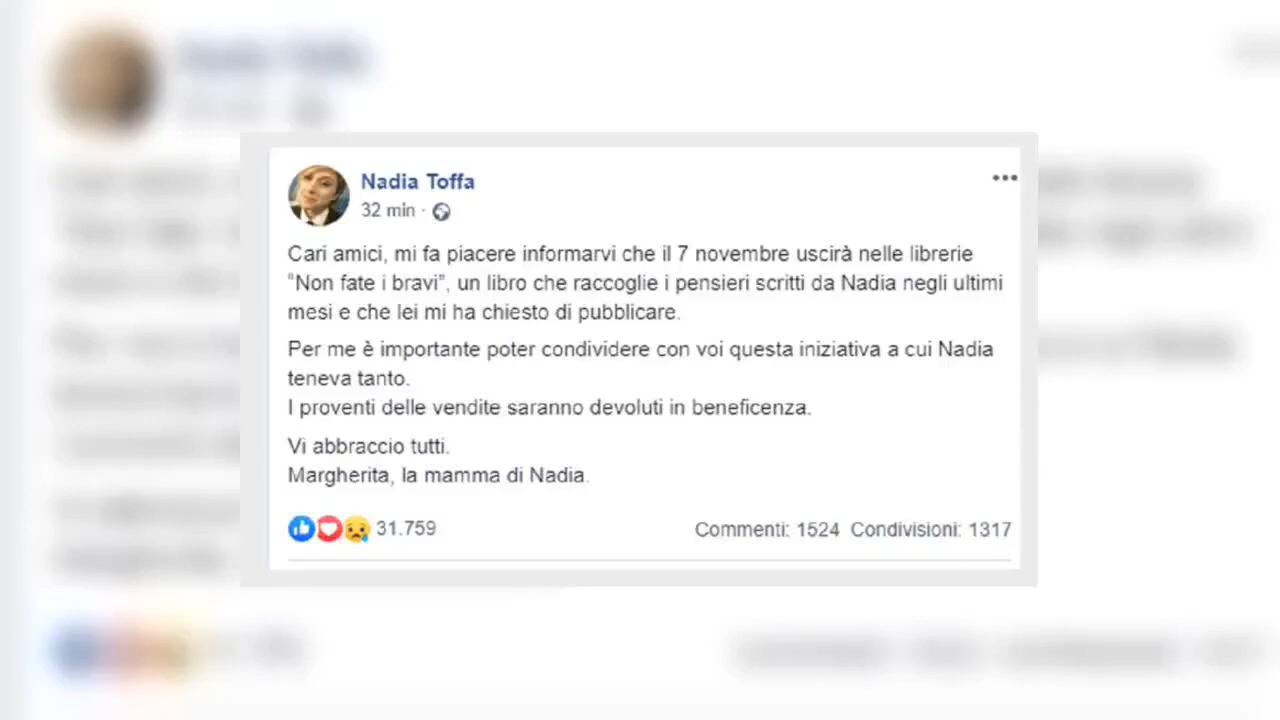 Nadia Toffa
32 min ·
Cari amici, mi fa piacere informarvi che il 7 novembre uscirà nelle librerie
"Non fate i bravi", un libro che raccoglie i pensieri scritti da Nadia negli ultimi
mesi e che lei mi ha chiesto di pubblicare.
Per me è importante poter condividere con voi questa iniziativa a cui Nadia
teneva tanto.
I proventi delle vendite saranno devoluti in beneficenza.
Vi abbraccio tutti.
Margherita, la mamma di Nadia.
31.759 Commenti: 1524 Condivisioni: 1317